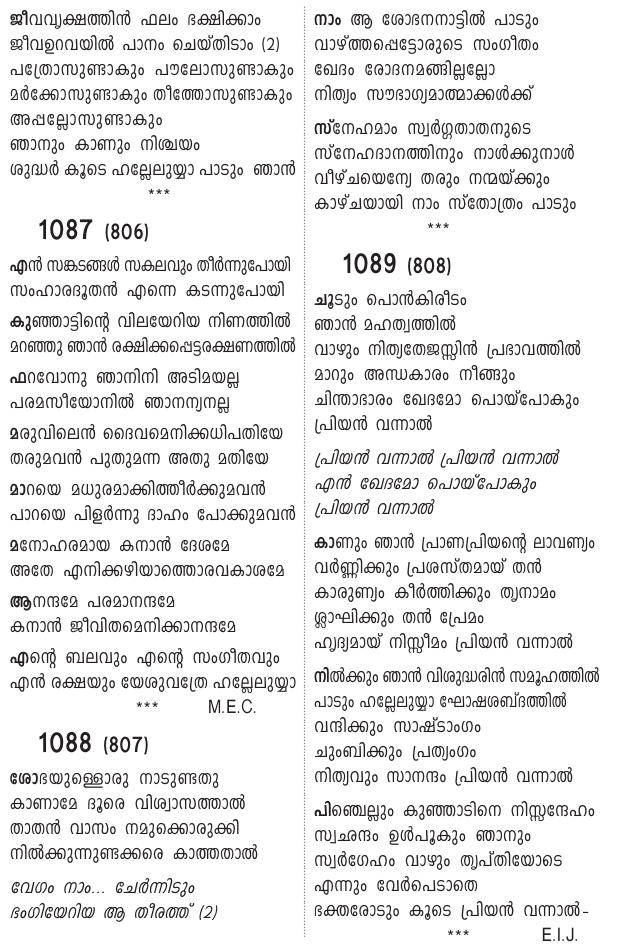 ജീവവൃക്ഷത്തിൻ ഫലം ഭക്ഷിക്കാം
ജീവഉറവയിൽ പാനം ചെയ്തിടാം (2)
പത്രോസുണ്ടാകും പൗലോസുണ്ടാകും
മർക്കോസുണ്ടാകും തീത്തോസുണ്ടാകും
അപ്പല്ലോസുണ്ടാകും
ഞാനും കാണും നിശ്ചയം
ശുദ്ധർ കൂടെ ഹല്ലേലുയ്യാ പാടും ഞാൻ
***
1087 (806)
എൻ സങ്കടങ്ങൾ സകലവും തീർന്നുപോയി
സംഹാരദൂതൻ എന്നെ കടന്നുപോയി
കുഞ്ഞാട്ടിന്റെ വിലയേറിയ നിണത്തിൽ
മറഞ്ഞു ഞാൻ രക്ഷിക്കപ്പെട്ടരക്ഷണത്തിൽ
ഫറവോനു ഞാനിനി അടിമയല്ല
പരമസീയോനിൽ ഞാനന്യനല്ല
മരുവിലെൻ ദൈവമെനിക്കധിപതിയേ
തരുമവൻ പുതുമന്ന അതു മതിയേ
മാറയെ മധുരമാക്കിത്തീർക്കുമവൻ
പാറയെ പിളർന്നു ദാഹം പോക്കുമവൻ
മനോഹരമായ കനാൻ ദേശമേ
അതേ എനിക്കഴിയാത്തൊരവകാശമേ
ആനന്ദമേ പരമാനന്ദമേ
കനാൻ ജീവിതമെനിക്കാനന്ദമേ
എന്റെ ബലവും എന്റെ സംഗീതവും
എൻ രക്ഷയും യേശുവത്രേ ഹല്ലേലുയ്യാ
*** M.E.C.
1088 (807)
ശോഭയുള്ളൊരു നാടുണ്ടതു
കാണാമേ ദൂരെ വിശ്വാസത്താൽ
താതൻ വാസം നമുക്കൊരുക്കി
നിൽക്കുന്നുണ്ടക്കരെ കാത്തതാൽ
വേഗം നാം... ചേർന്നിടും
ഭംഗിയേറിയ ആ തീരത്ത് (2)
നാം ആ ശോഭനനാട്ടിൽ പാടും
വാഴ്ത്തപ്പെട്ടോരുടെ സംഗീതം
ഖേദം രോദനമങ്ങില്ലല്ലോ
നിത്യം സൗഭാഗ്യമാത്മാക്കൾക്ക്
സ്നേഹമാം സ്വർഗ്ഗതാതനുടെ
സ്നേഹദാനത്തിനും നാൾക്കുനാൾ
വീഴ്ചയെന്യേ തരും നന്മയ്ക്കും
കാഴ്ചയായി നാം സ്തോത്രം പാടും
***
1089 (808)
ചൂടും പൊൻകിരീടം
ഞാൻ മഹത്വത്തിൽ
വാഴും നിത്യതേജസ്സിൻ പ്രഭാവത്തിൽ
മാറും അന്ധകാരം നീങ്ങും
ചിന്താഭാരം ഖേദമോ പൊയ്പോകും
പ്രിയൻ വന്നാൽ
പ്രിയൻ വന്നാൽ പ്രിയൻ വന്നാൽ
എൻ ഖേദമോ പൊയ്പോകും
പ്രിയൻ വന്നാൽ
കാണും ഞാൻ പ്രാണപ്രിയന്റെ ലാവണ്യം
വർണ്ണിക്കും പ്രശസ്തമായ് തൻ
കാരുണ്യം കീർത്തിക്കും തൃനാമം
ശ്ലാഘിക്കും തൻ പ്രേമം
ഹൃദ്യമായ് നിസ്സീമം പ്രിയൻ വന്നാൽ
നിൽക്കും ഞാൻ വിശുദ്ധരിൻ സമൂഹത്തിൽ
പാടും ഹല്ലേലുയ്യാ ഘോഷശബ്ദത്തിൽ
വന്ദിക്കും സാഷ്ടാംഗം
ചുംബിക്കും പ്രത്യംഗം
നിത്യവും സാനന്ദം പ്രിയൻ വന്നാൽ
പിഞ്ചെല്ലും കുഞ്ഞാടിനെ നിസ്സന്ദേഹം
സ്വഛന്ദം ഉൾപൂകും ഞാനും
സ്വർഗേഹം വാഴും തൃപ്തിയോടെ
എന്നും വേർപെടാതെ
ഭക്തരോടും കൂടെ പ്രിയൻ വന്നാൽ-
*** E.I.J.